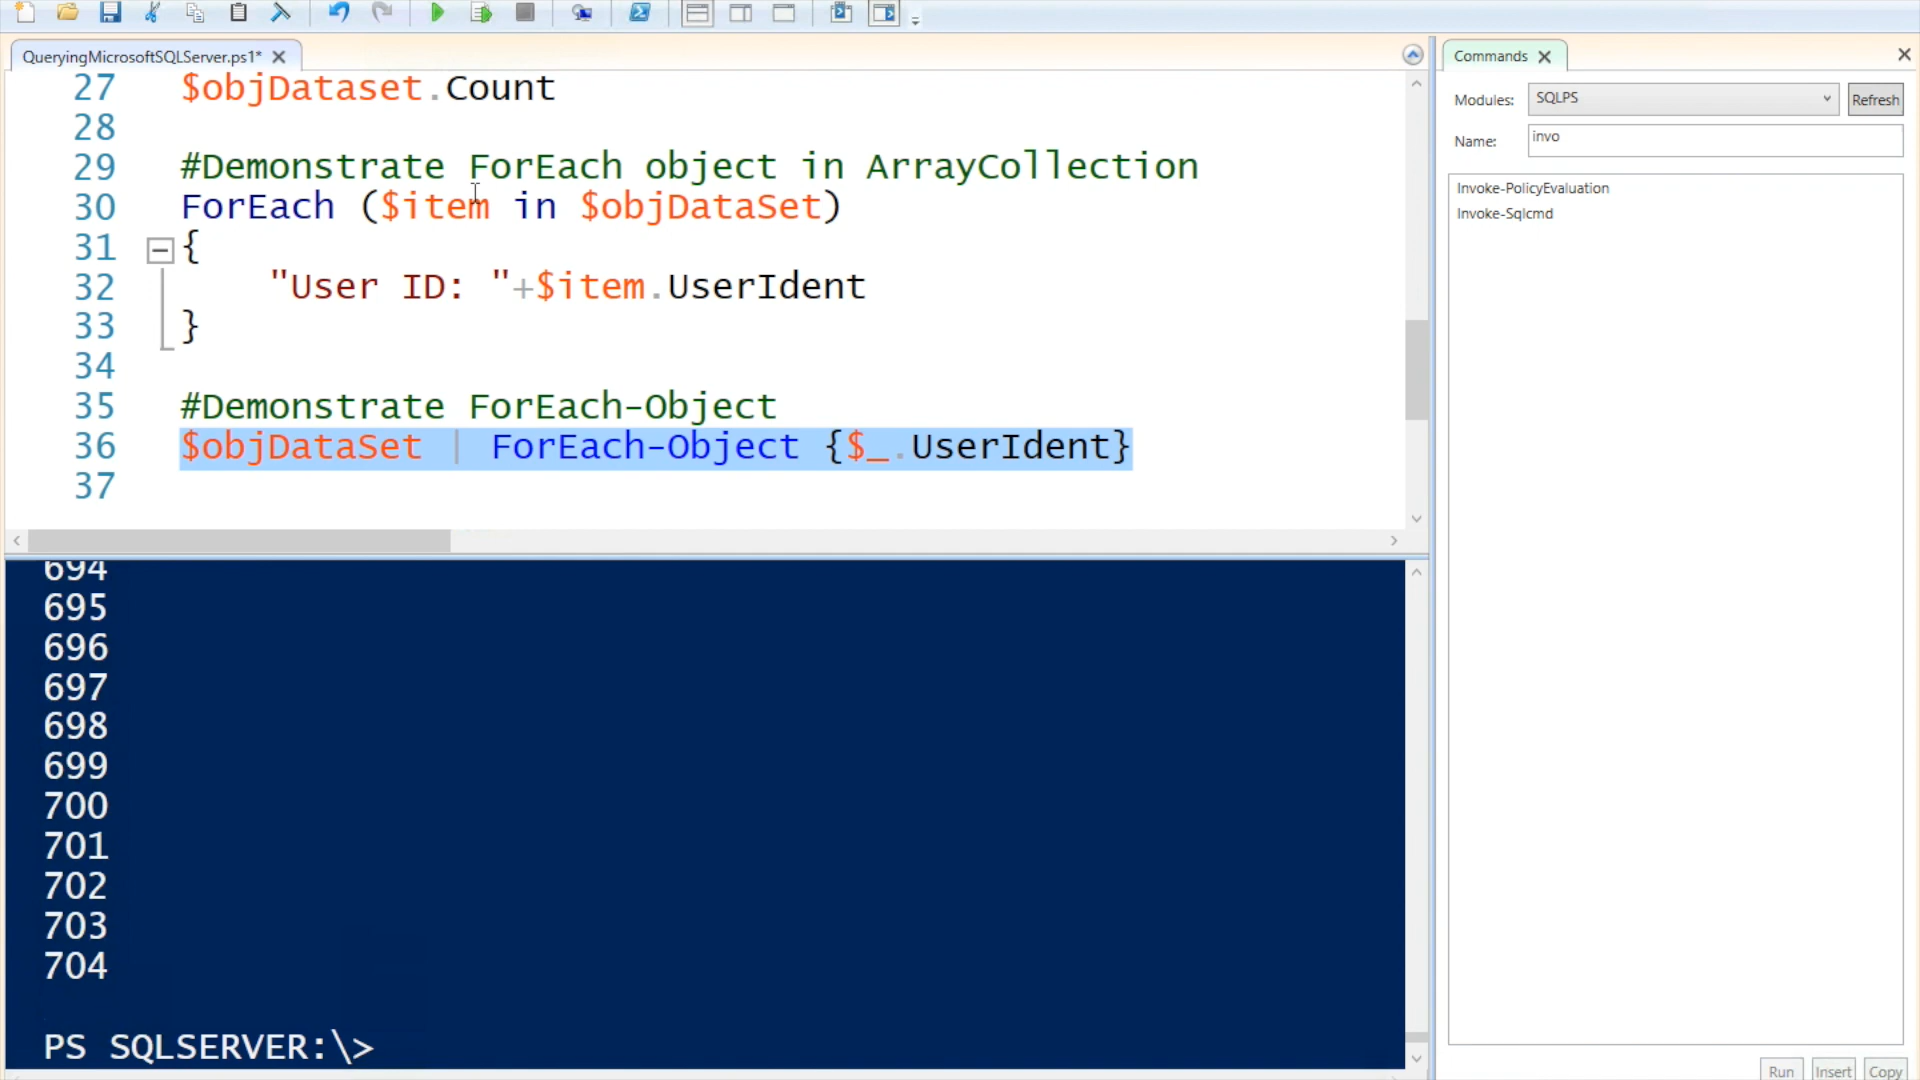 QueryingMicrosoftSQLServer.ps1* 
27 $objDataset.Count
28
29 #Demonstrate ForEach object in ArrayCollection
30 ForEach ($item in $objDataSet)
31 {
32 "User ID: "+$item.UserIdent
33 }
34
35 #Demonstrate ForEach-Object
36 $objDataSet | ForEach-Object {$_.UserIdent}
37
694
695
696
697
698
699
700
701
702
703
704
PS SQLSERVER:\>
Commands
Modules: SQLPS Refresh
Name: invo
Invoke-PolicyEvaluation
Invoke-Sqlcmd
Run Insert Copy